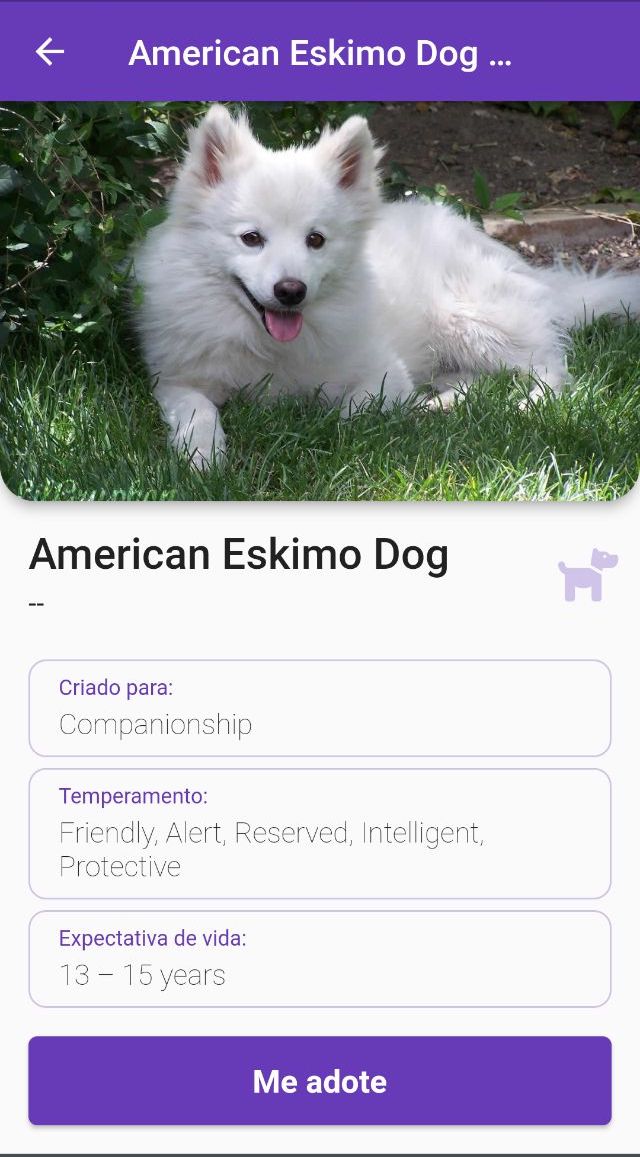 American Eskimo Dog ...
American Eskimo Dog
--
Criado para:
Companionship
Temperamento:
Friendly, Alert, Reserved, Intelligent,
Protective
Expectativa de vida:
13 – 15 years
Me adote